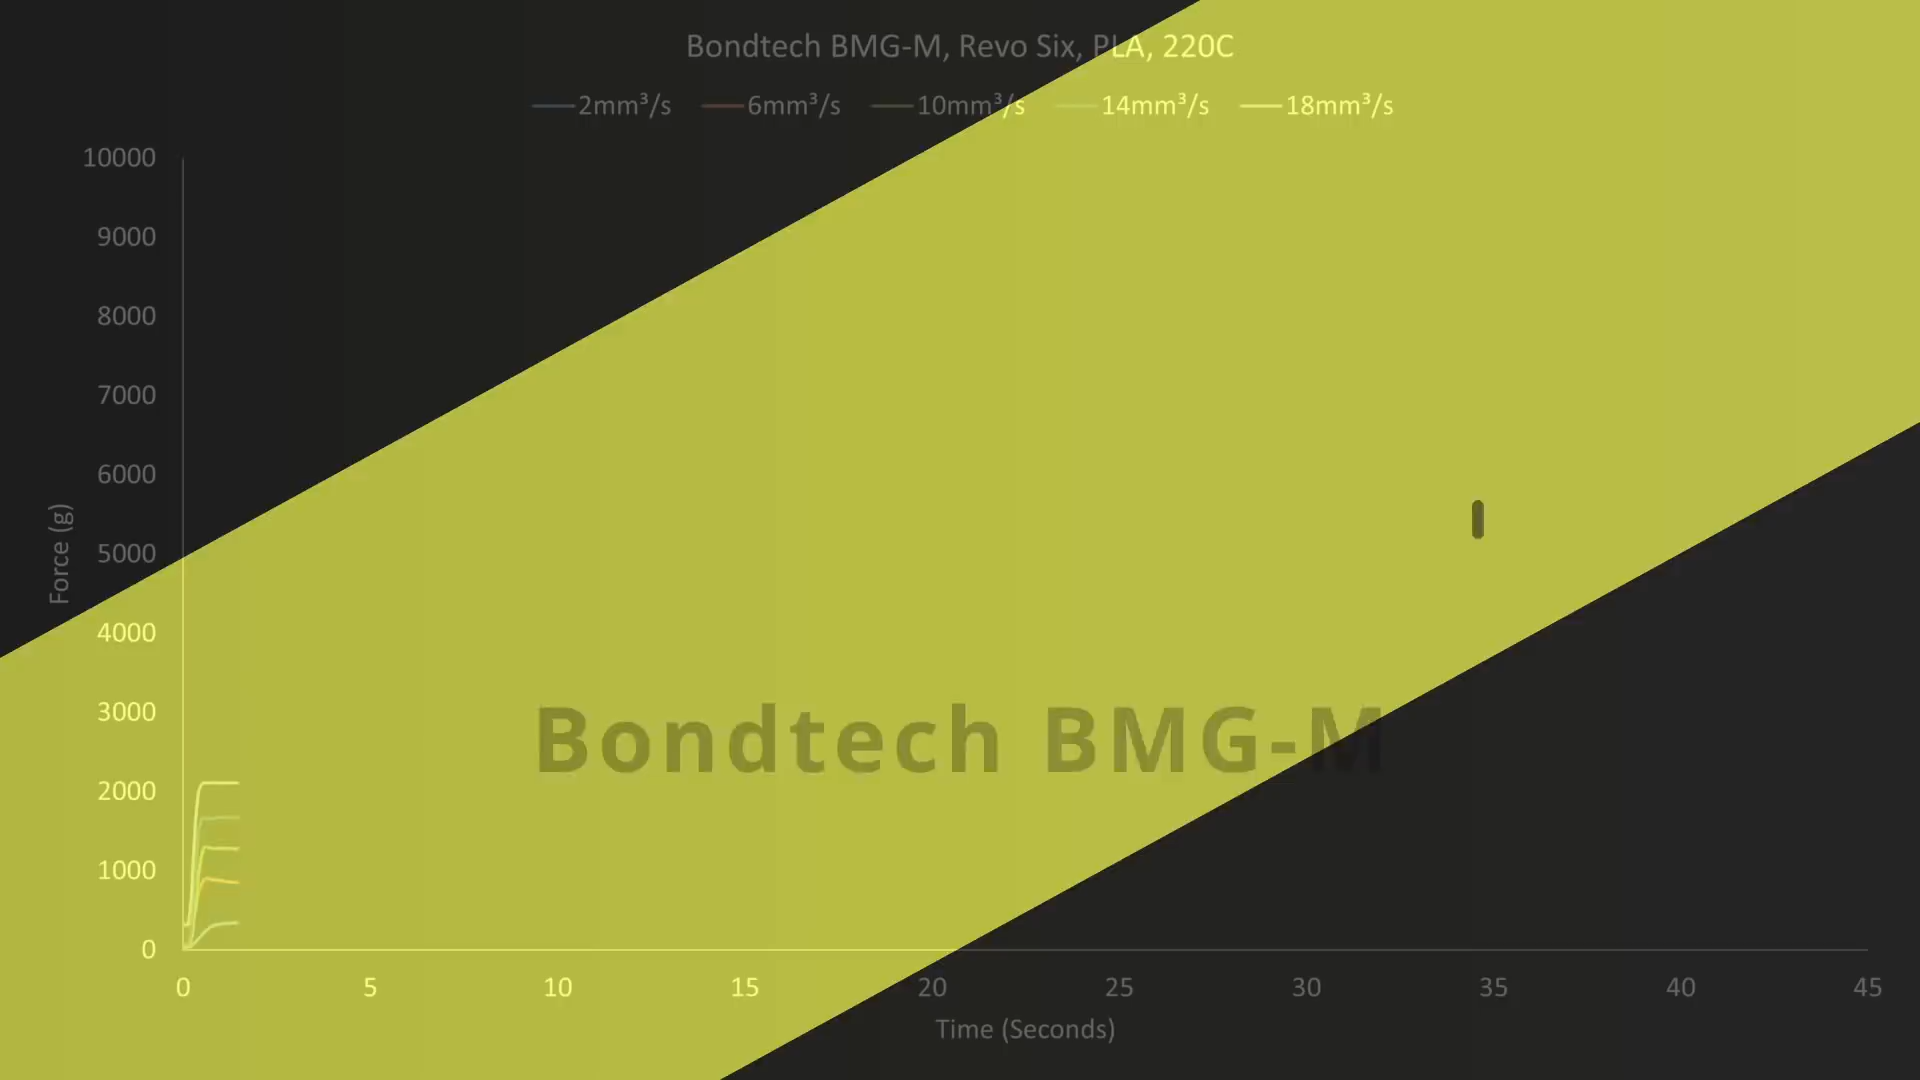 Bondtech BMG-M, Revo Six, PLA, 220C
2mm³/s 6mm³/s 10mm³/s 14mm³/s 18mm³/s
10000
9000
8000
7000
6000
5000
4000
3000
2000
1000
0
Force (g)
Bondtech BMG-M
0 5 10 15 20 25 30 35 40 45
Time (Seconds)